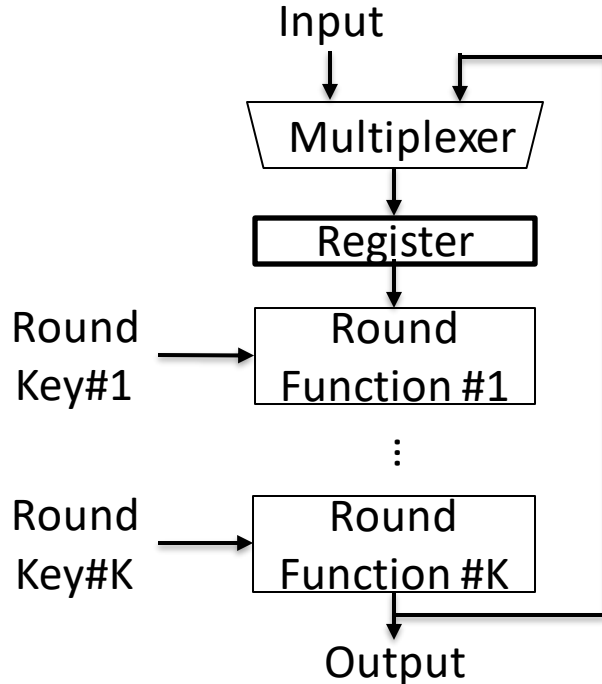 Input
Multiplexer
Register
Round
Key#1
Round
Function #1
...
Round
Key#K
Round
Function #K
Output